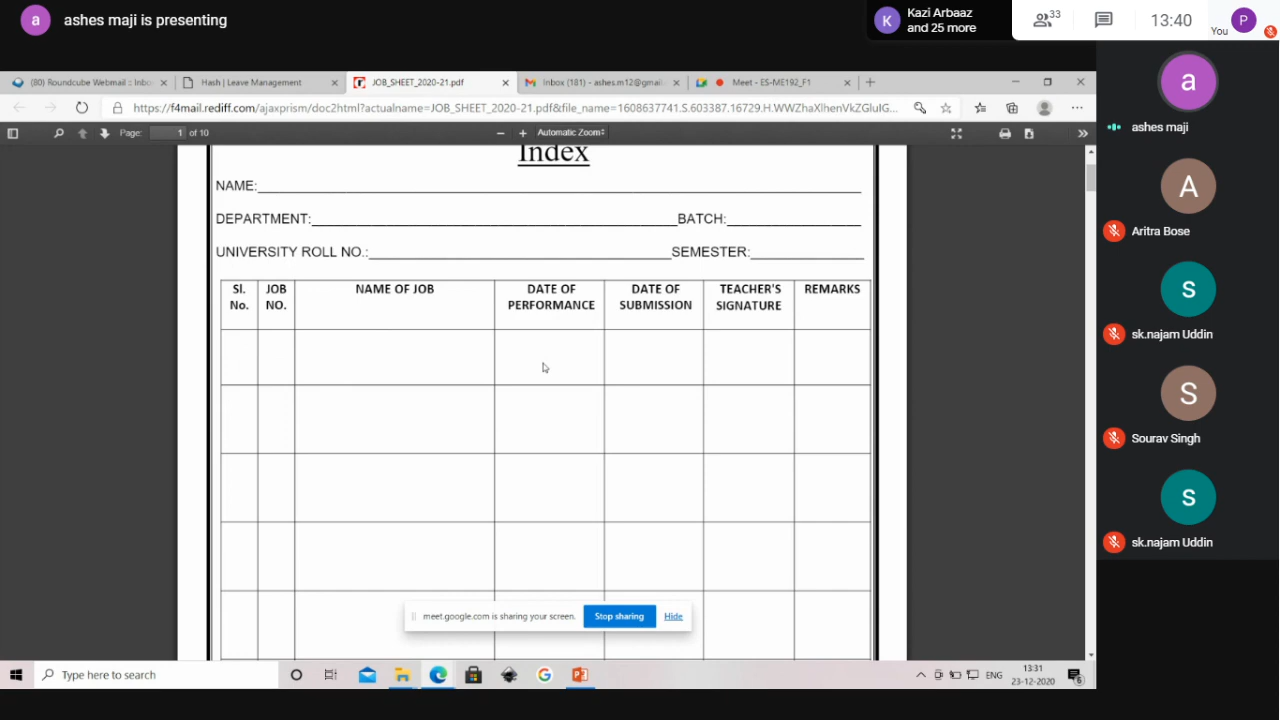 a ashes maji is presenting
K Kazi Arbaaz
and 25 more
33
13:40
You
P
(80) Roundcube Webmail :: Inbo
Hash | Leave Management
JOB_SHEET_2020-21.pdf
Inbox (181) - ashes.m12@gmail.
Meet - ES-ME192_F1
https://f4mail.rediff.com/ajaxprism/doc2html?actualname=JOB_SHEET_2020-21.pdf&file_name=1608637741.S.603387.16729.H.WWZhaXlhenVkZGluIG...
Page: 1 of 10
Automatic Zoom
Index
NAME:
DEPARTMENT: BATCH:
UNIVERSITY ROLL NO.: SEMESTER:
Sl. No.
JOB NO.
NAME OF JOB
DATE OF PERFORMANCE
DATE OF SUBMISSION
TEACHER'S SIGNATURE
REMARKS
meet.google.com is sharing your screen.
Stop sharing
Hide
Type here to search
G
ENG
13:31
23-12-2020
6
a
ashes maji
A
Aritra Bose
s
sk.najam Uddin
S
Sourav Singh
s
sk.najam Uddin